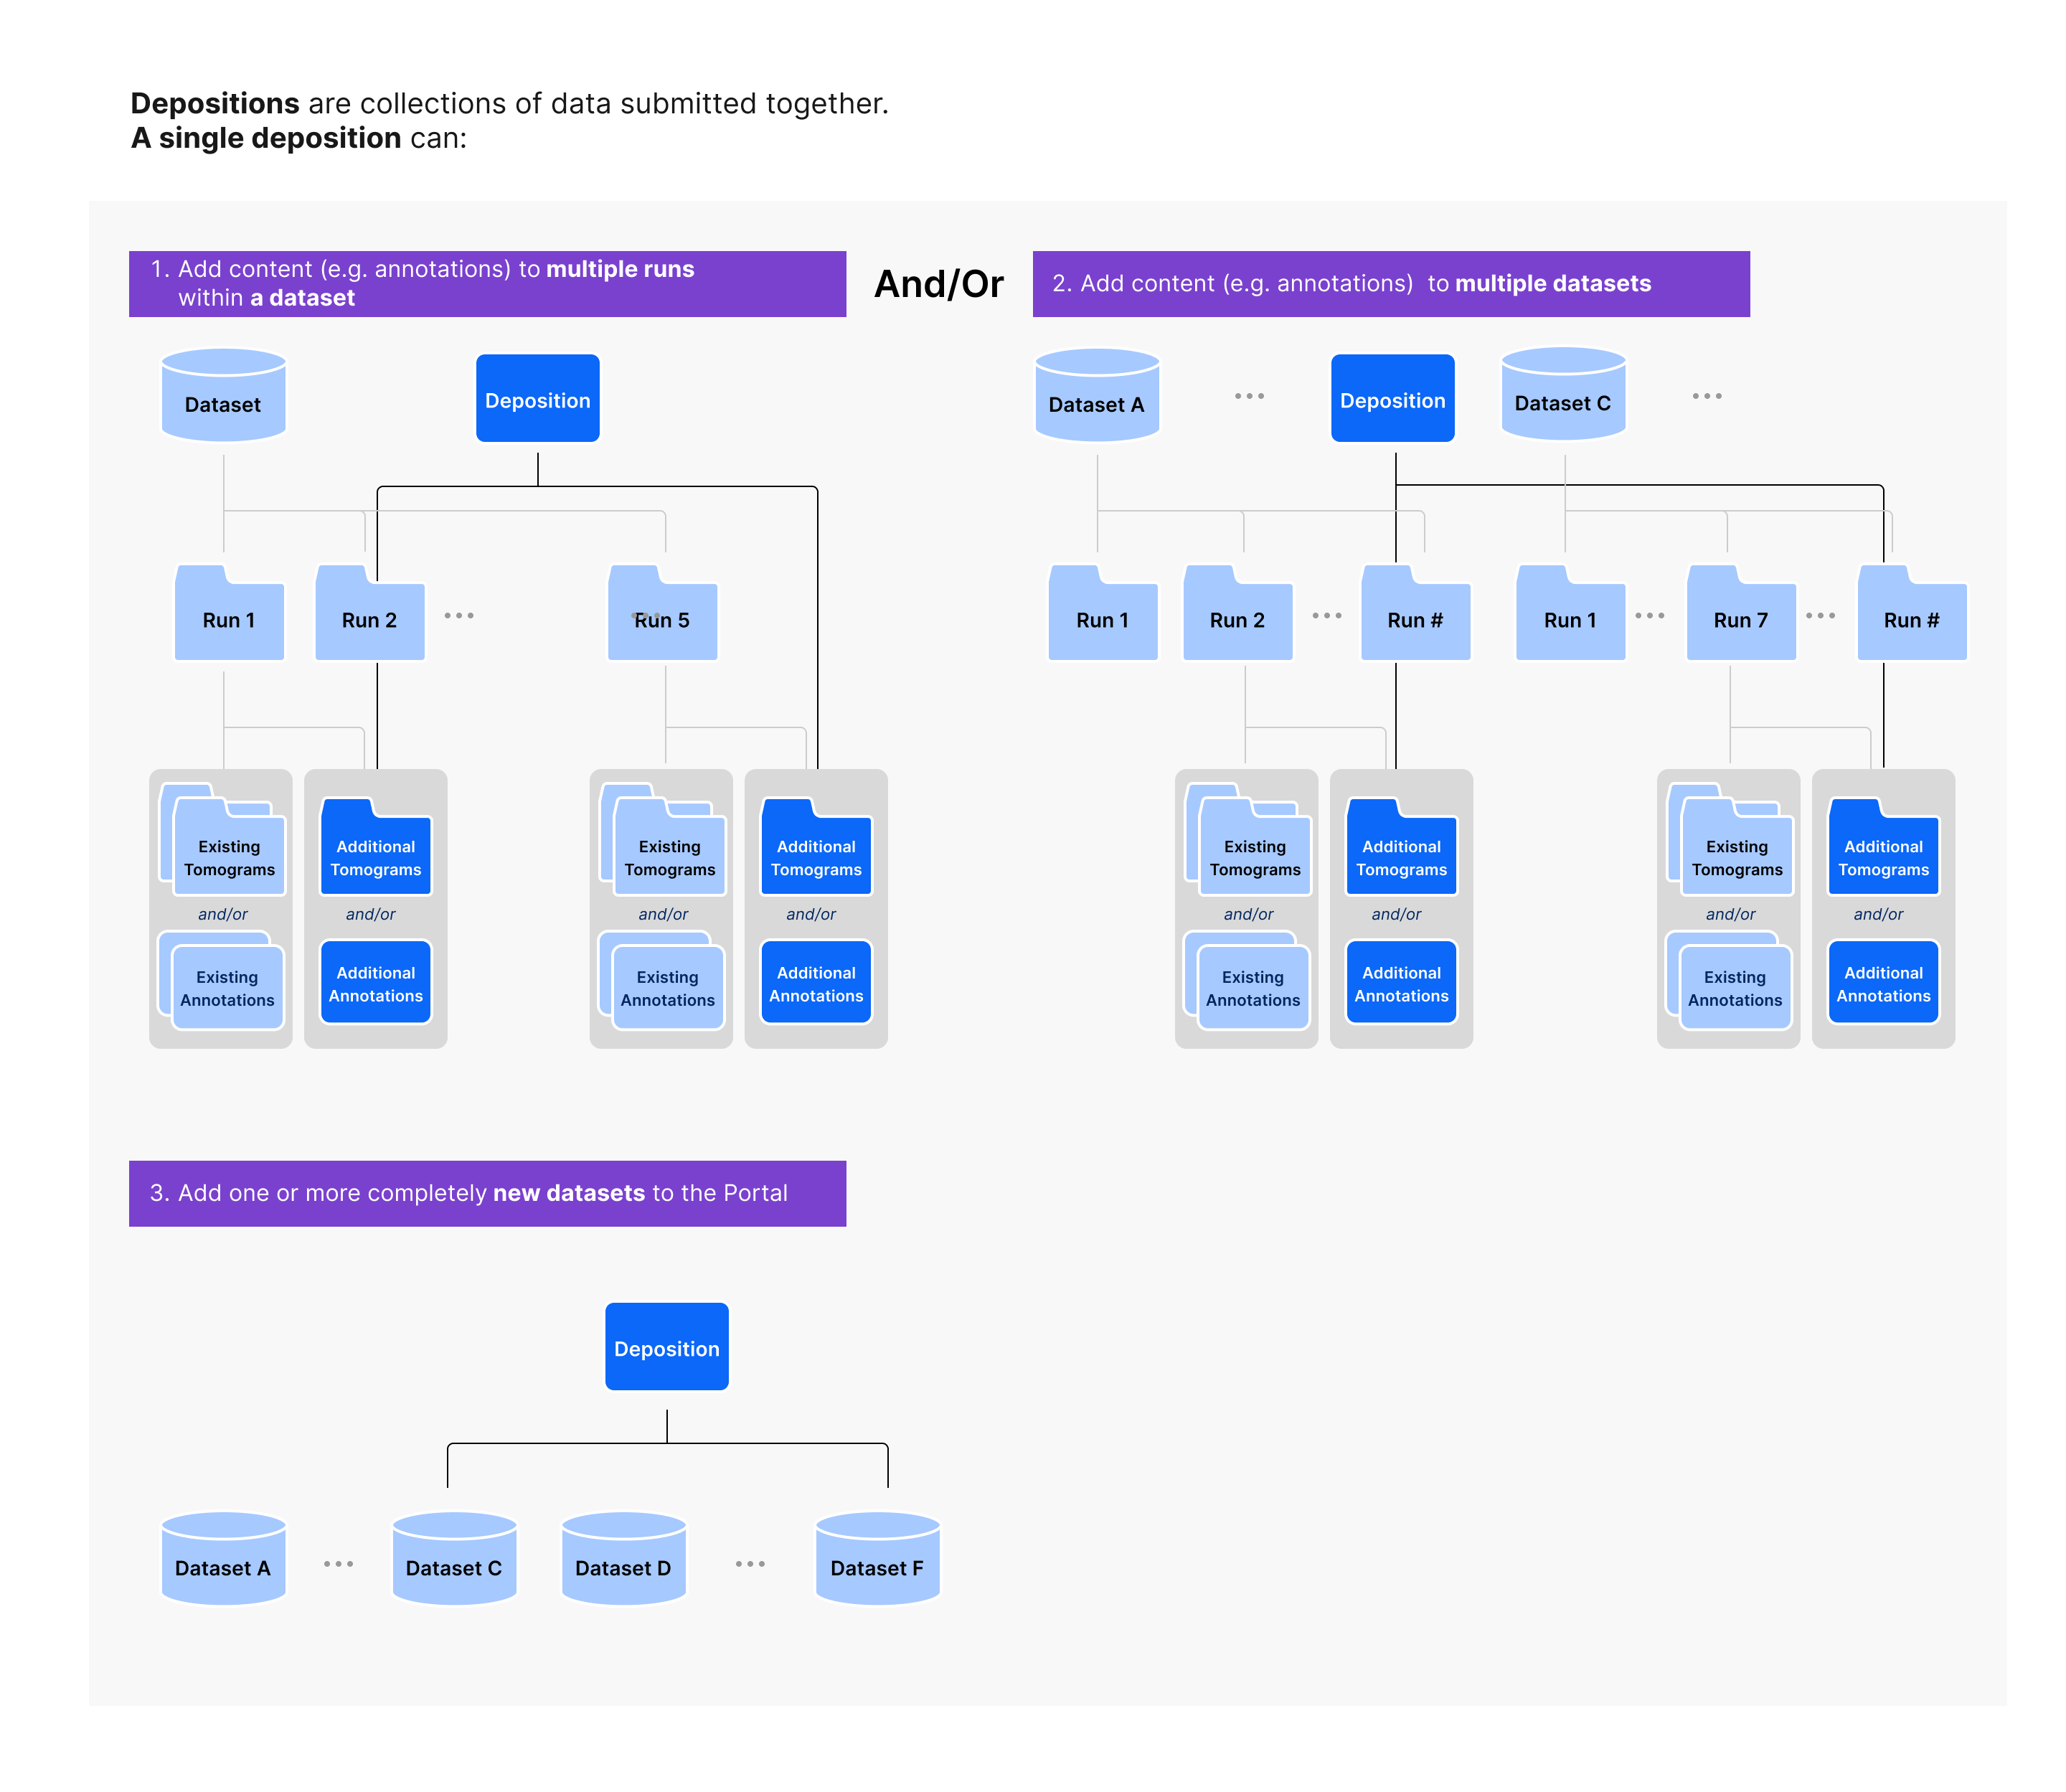 Depositions are collections of data submitted together.
A single deposition can:
1. Add content (e.g. annotations) to multiple runs
within a dataset
And/Or
2. Add content (e.g. annotations)  to multiple datasets
Dataset
Deposition
Dataset A
...
Deposition
Dataset C
...
Run 1
Run 2
...
...
Run 5
Run 1
Run 2
...
Run #
Run 1
...
Run 7
...
Run #
Existing
Tomograms
and/or
Existing
Annotations
Additional
Tomograms
and/or
Additional
Annotations
Existing
Tomograms
and/or
Existing
Annotations
Additional
Tomograms
and/or
Additional
Annotations
Existing
Tomograms
and/or
Existing
Annotations
Additional
Tomograms
and/or
Additional
Annotations
Existing
Tomograms
and/or
Existing
Annotations
Additional
Tomograms
and/or
Additional
Annotations
3. Add one or more completely new datasets to the Portal
Deposition
Dataset A
...
Dataset C
Dataset D
...
Dataset F